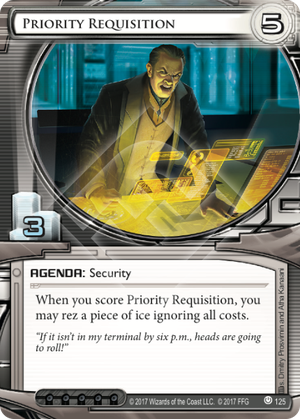 Priority Requisition
5
3
AGENDA: Security
When you score Priority Requisition, you
may rez a piece of ice ignoring all costs.
"If it isn't in my terminal by six p.m., heads are going
to roll!"
© 2017 Wizards of the Coast LLC. © 2017 FFG
125